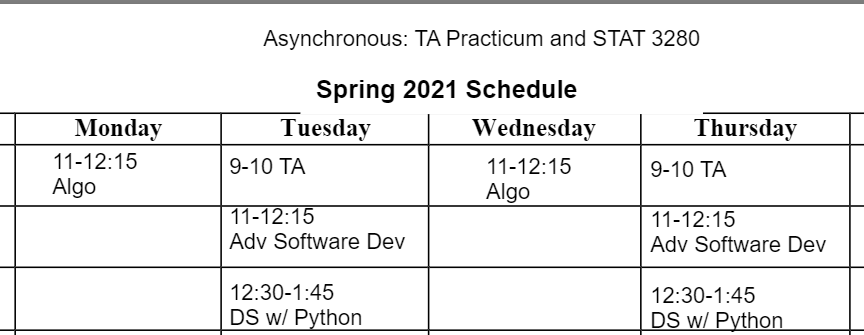 Asynchronous: TA Practicum and STAT 3280
Spring 2021 Schedule
Monday Tuesday Wednesday Thursday
11-12:15 9-10 TA 11-12:15 9-10 TA
Algo Algo
11-12:15 11-12:15
Adv Software Dev Adv Software Dev
12:30-1:45 12:30-1:45
DS w/ Python DS w/ Python